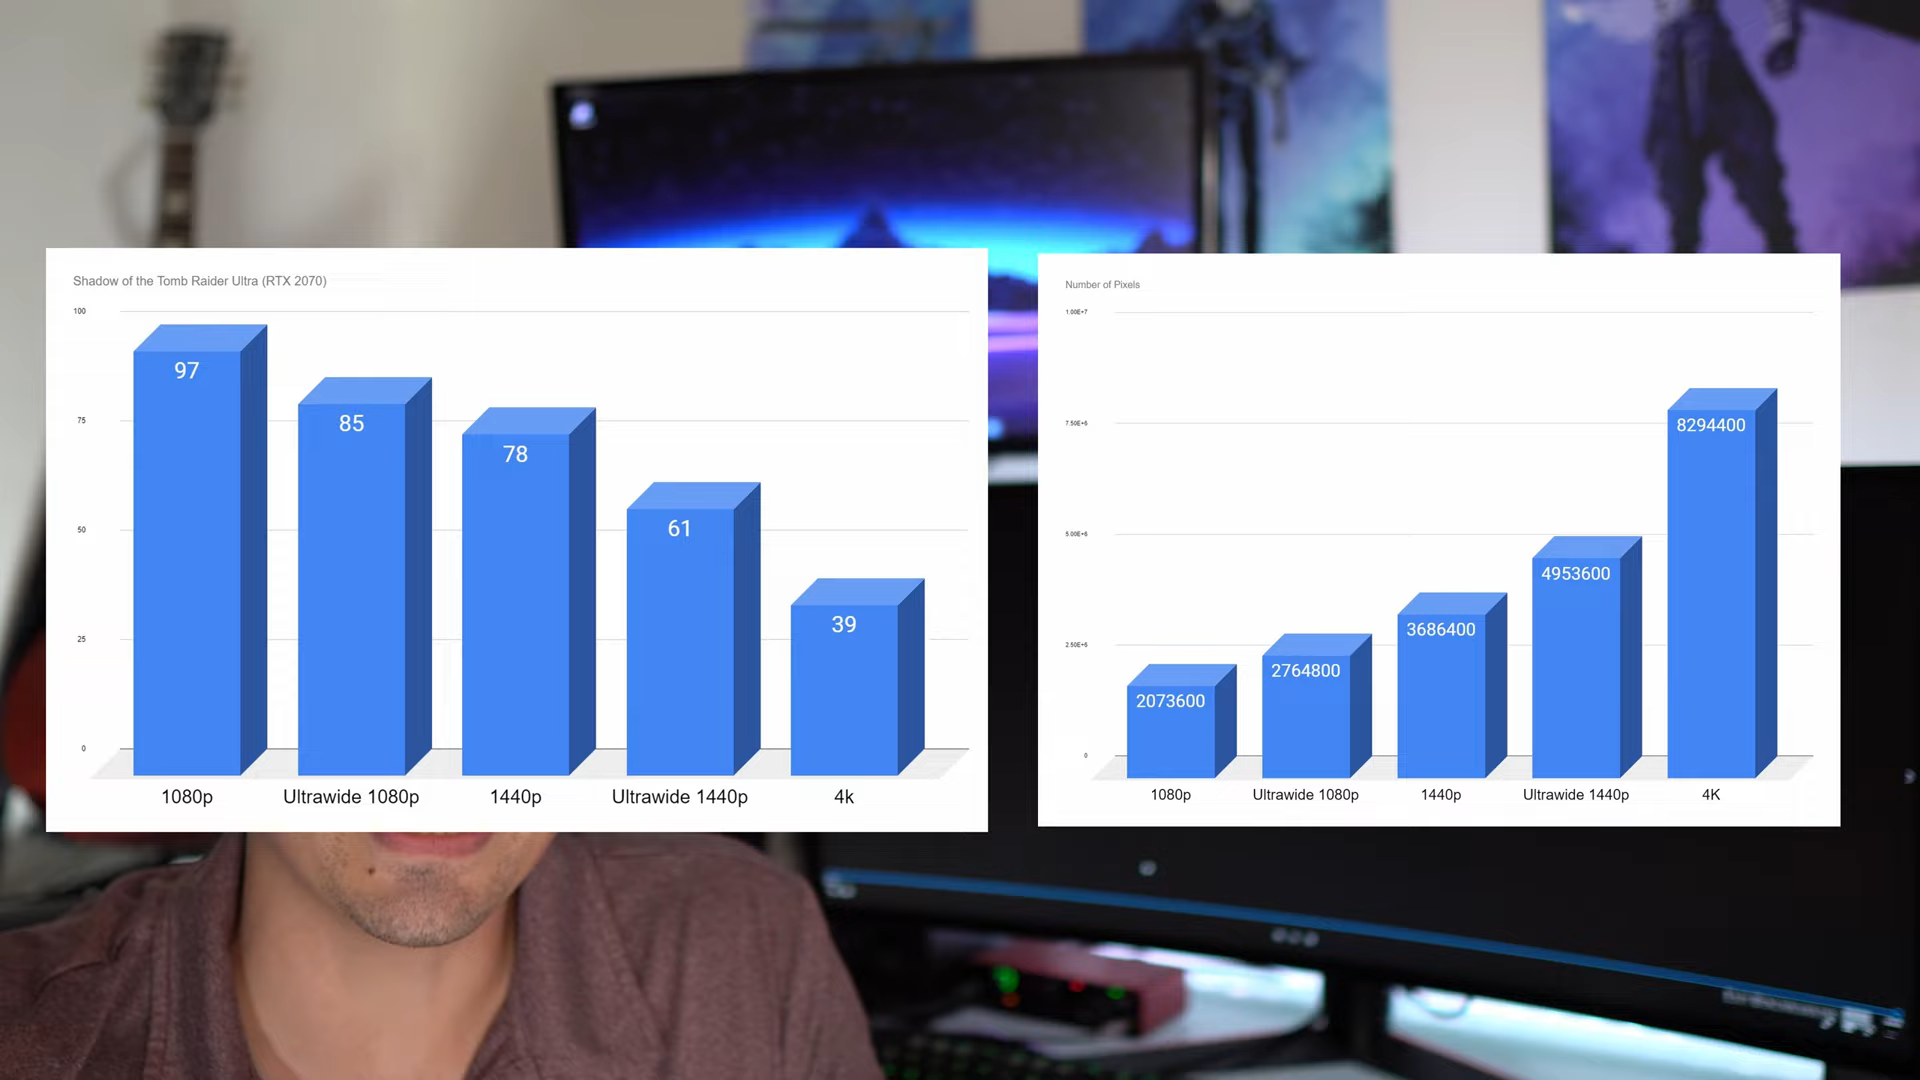 Shadow of the Tomb Raider Ultra (RTX 2070)
100
75
50
25
0
97
85
78
61
39
1080p
Ultrawide 1080p
1440p
Ultrawide 1440p
4k
Number of Pixels
1.00E+7
7.50E+6
5.00E+6
2.50E+6
0
2073600
2764800
3686400
4953600
8294400
1080p
Ultrawide 1080p
1440p
Ultrawide 1440p
4K